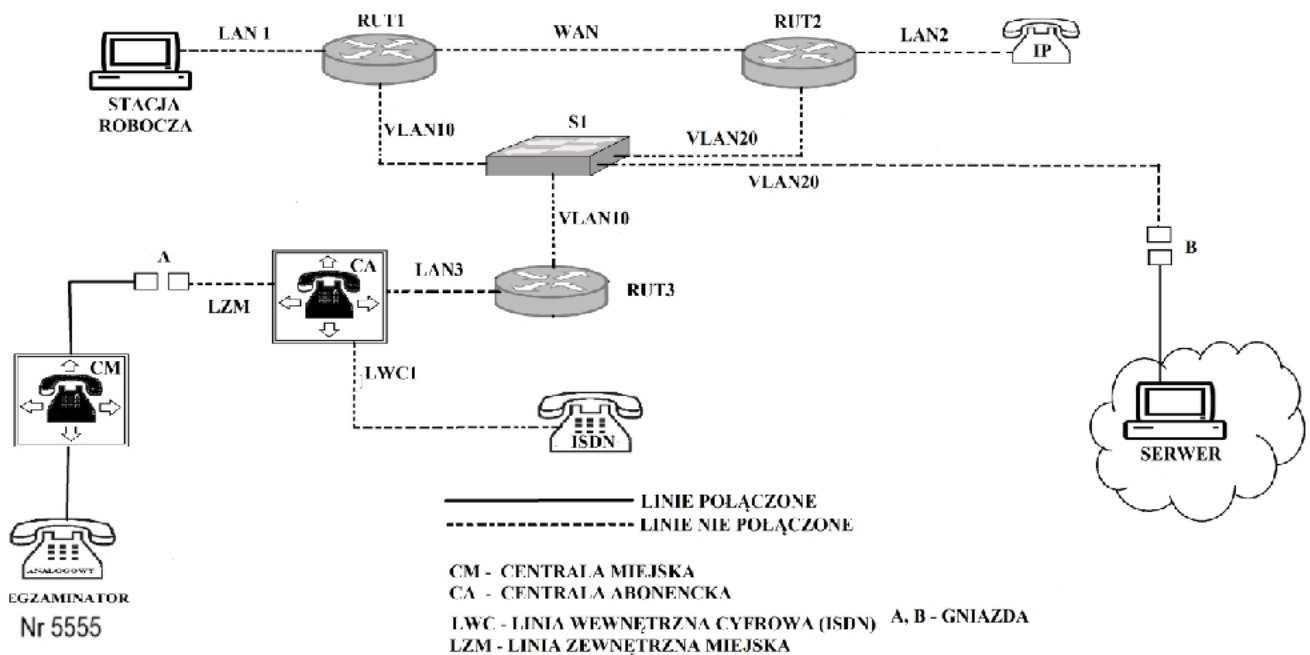 RUT1
WAN
RUT2
LAN 1
LAN2
IP
STACJA
ROBOCZA
VLAN10
S1
VLAN20
VLAN20
VLAN10
A
CA
LAN3
RUT3
B
LZM
CM
LWC1
ISDN
SERWER
LINIE POŁĄCZONE
LINIE NIE POŁĄCZONE
ANALOGOWY
EGZAMINATOR
Nr 5555
CM - CENTRALA MIEJSKA
CA - CENTRALA ABONENCKA
LWC - LINIA WEWNĘTRZNA CYFROWA (ISDN) A, B - GNIAZDA
LZM - LINIA ZEWNĘTRZNA MIEJSKA